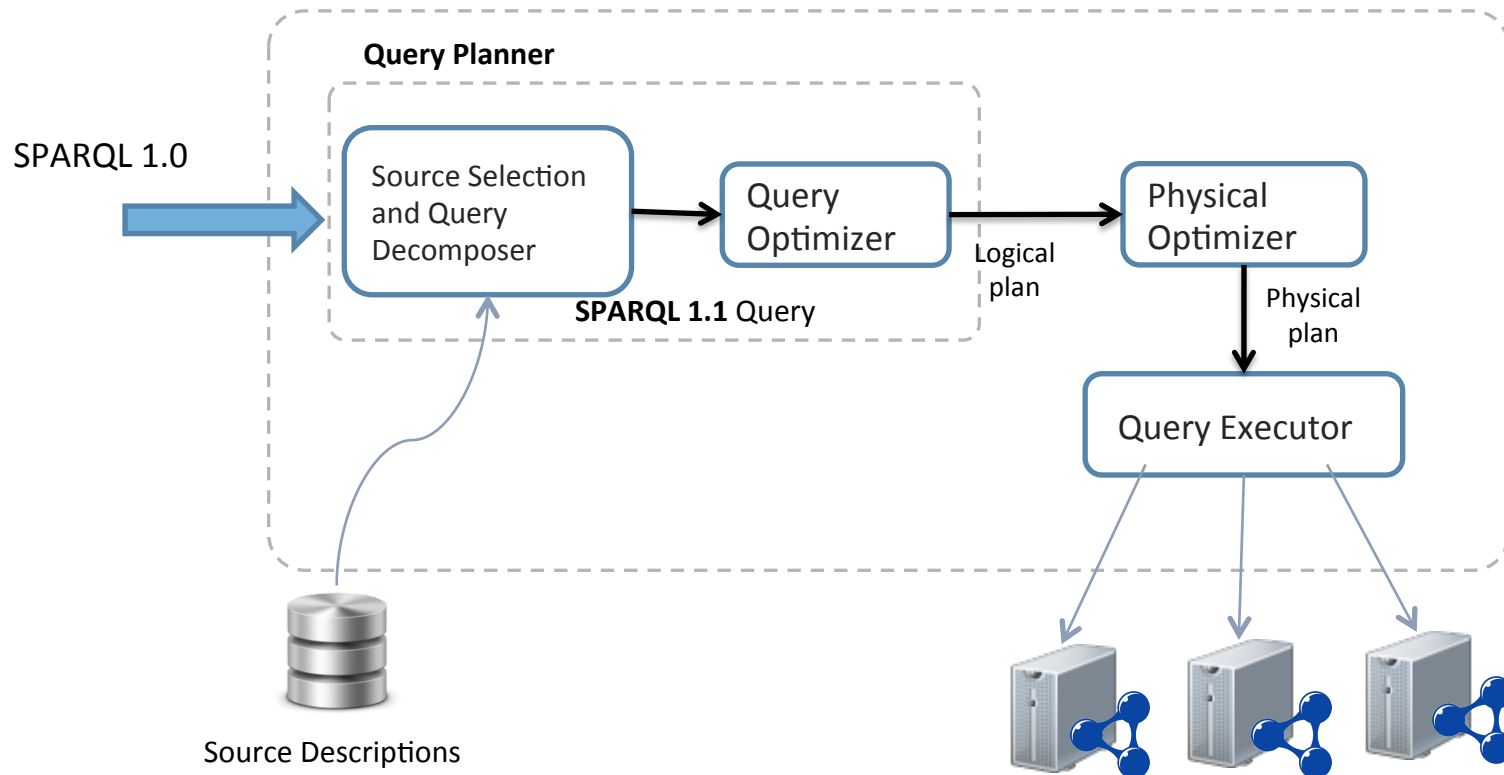 Query Planner
SPARQL 1.0
Source Selection
and Query
Decomposer
Query
Optimizer
Logical
plan
Physical
Optimizer
SPARQL 1.1 Query
Physical
plan
Query Executor
Source Descriptions